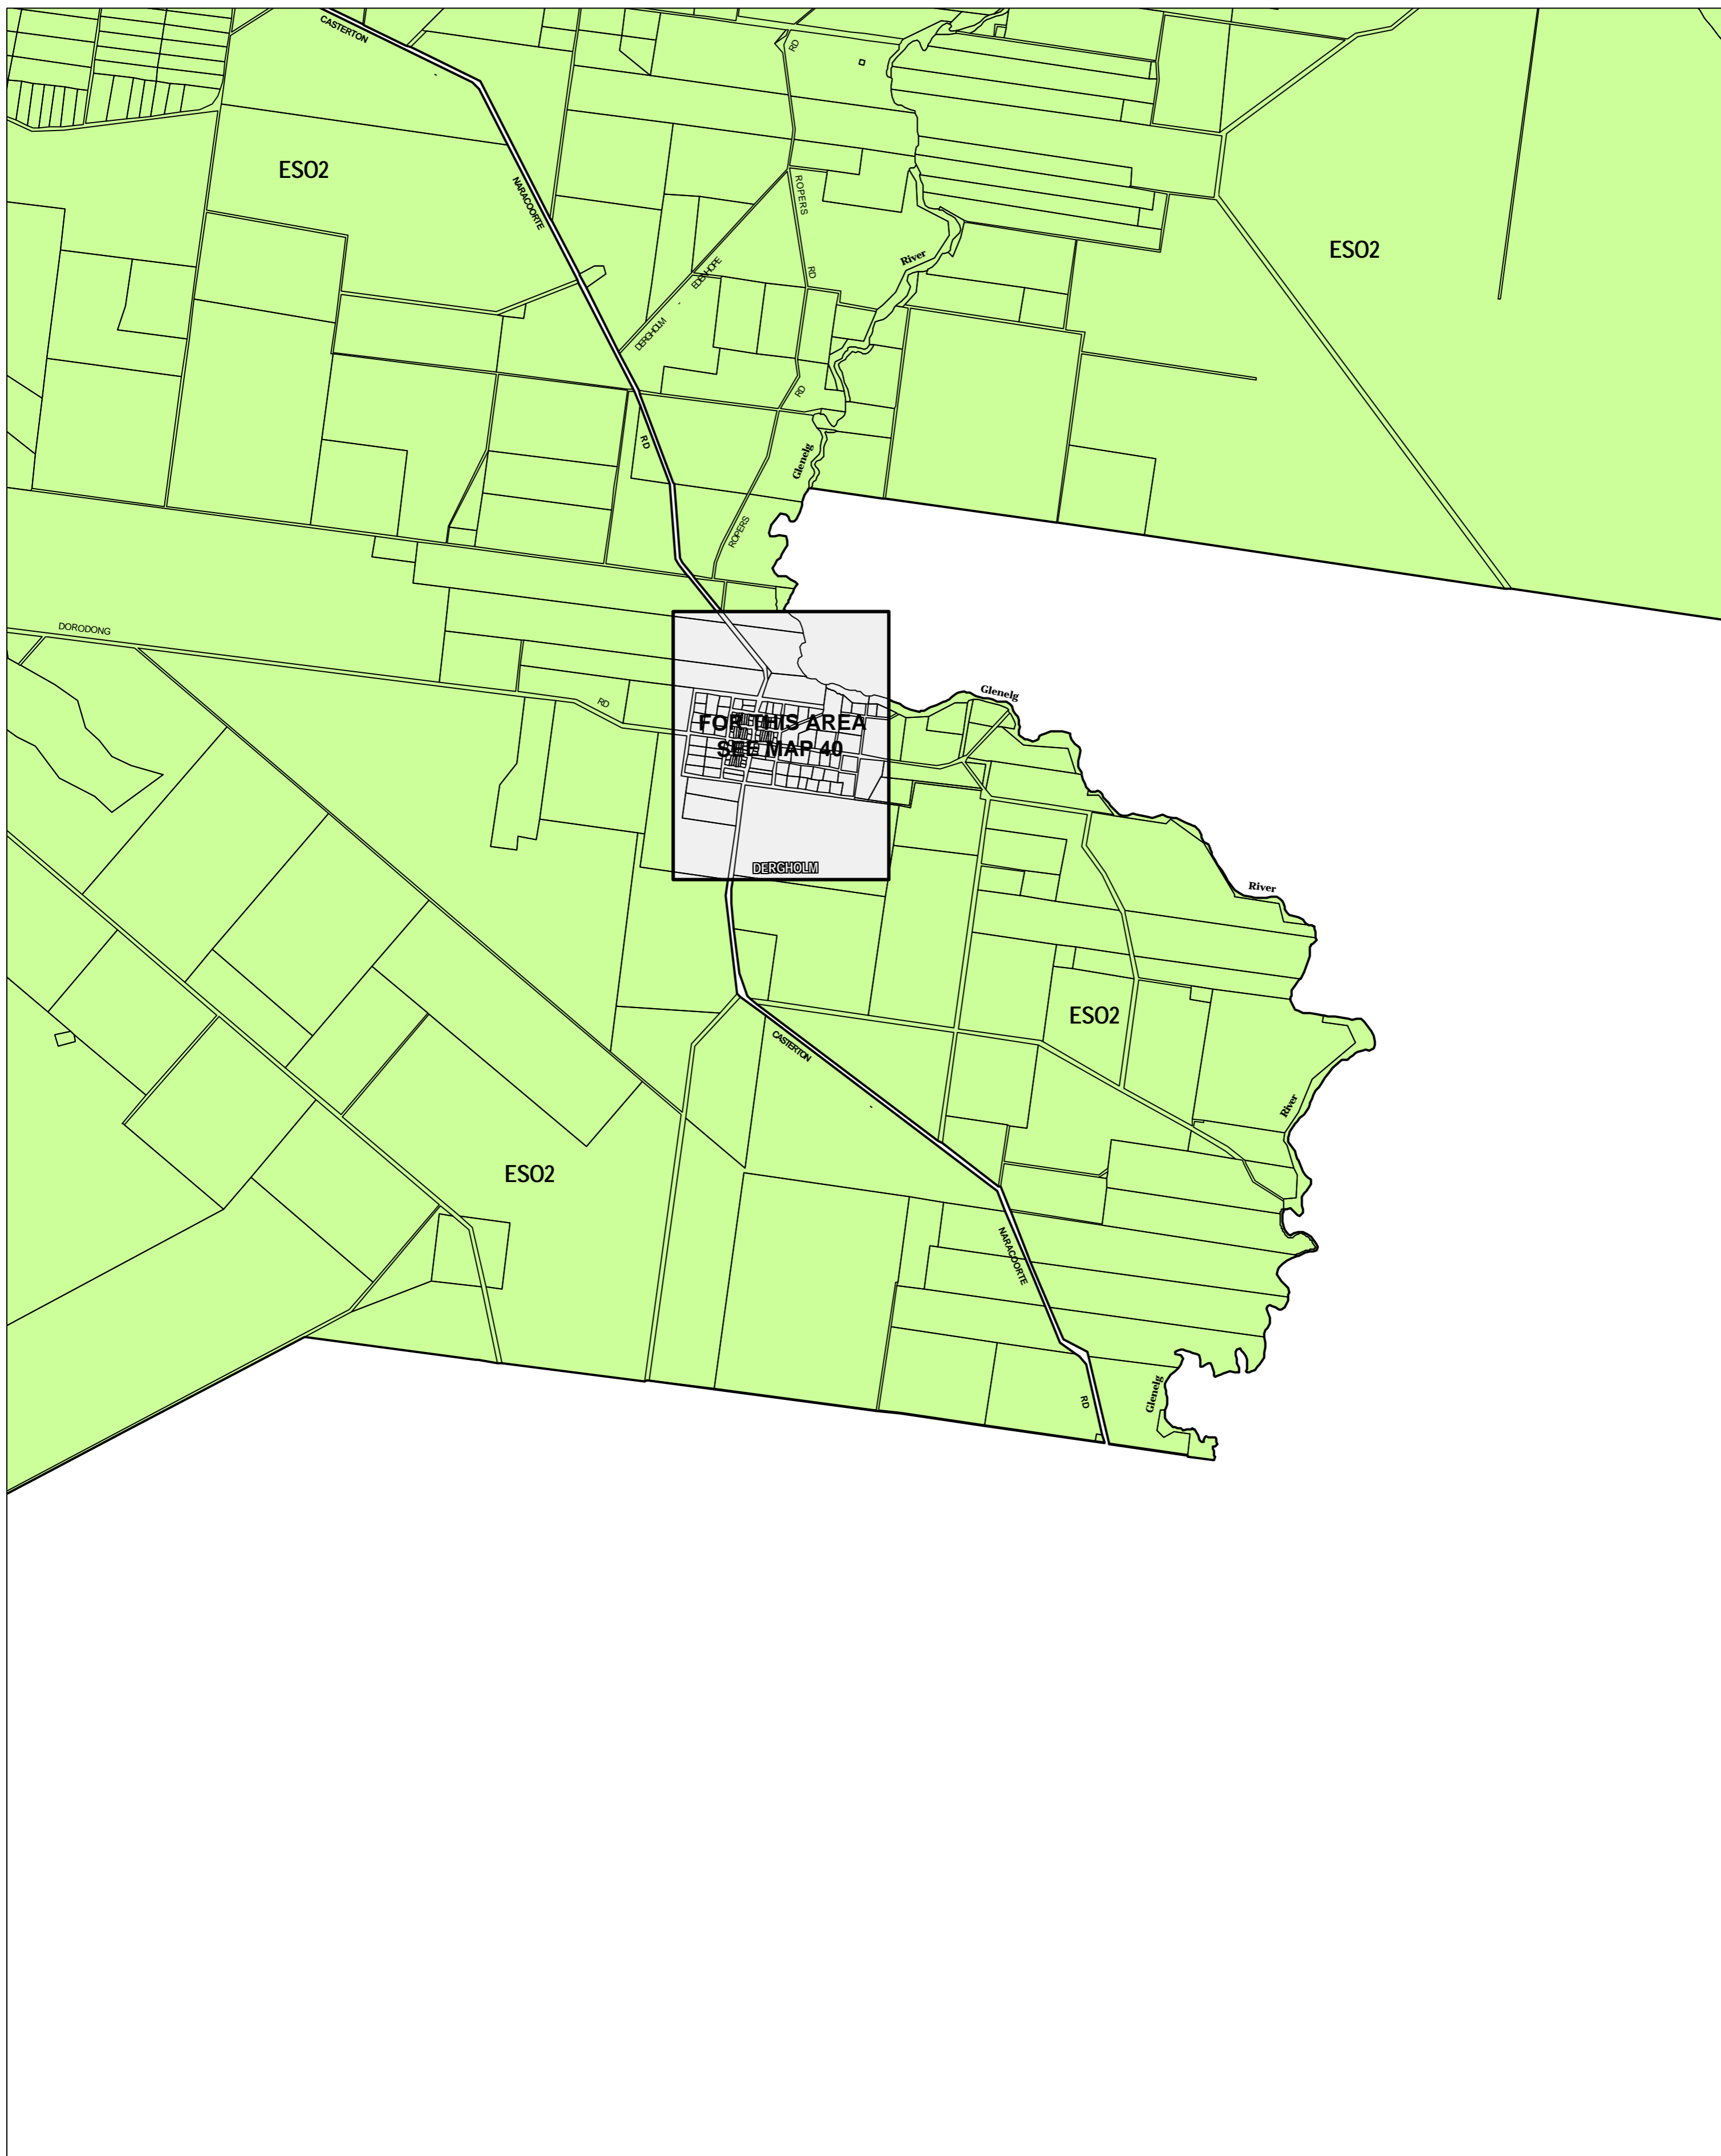 CASTERTON
-
RD
ESO2
NARACOORTE
ROPERS
ESO2
River
EDENHOPE
RD
-
DERGHOLM
RD
RD
Glenelg
ROPERS
DORODONG
RD
Glenelg
FOR THIS AREA
SEE MAP 40
DERGHOLM
River
ESO2
CASTERTON
-
River
ESO2
NARACOORTE
RD
Glenelg